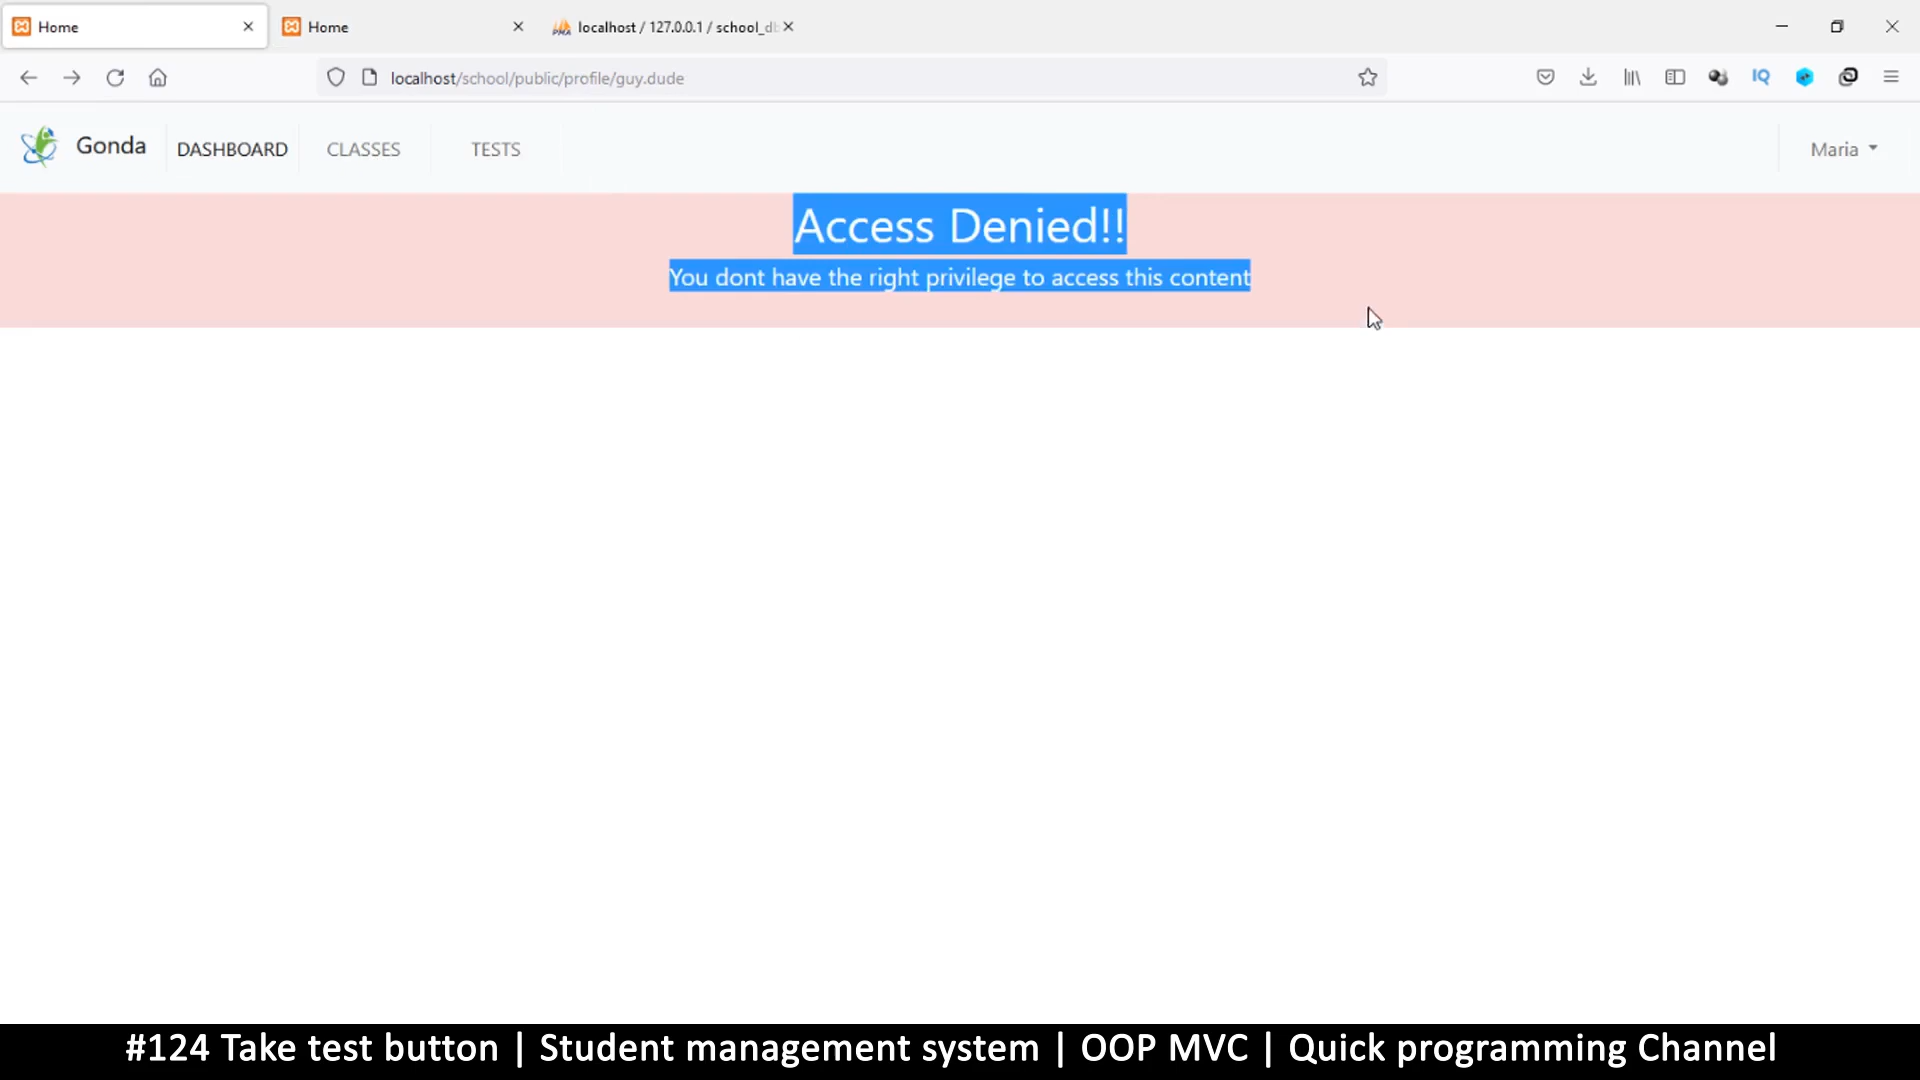 Home
Home
localhost / 127.0.0.1 / school_db
localhost/school/public/profile/guy.dude
IQ
Gonda
DASHBOARD
CLASSES
TESTS
Maria
Access Denied!!
You dont have the right privilege to access this content
#124 Take test button | Student management system | OOP MVC | Quick programming Channel